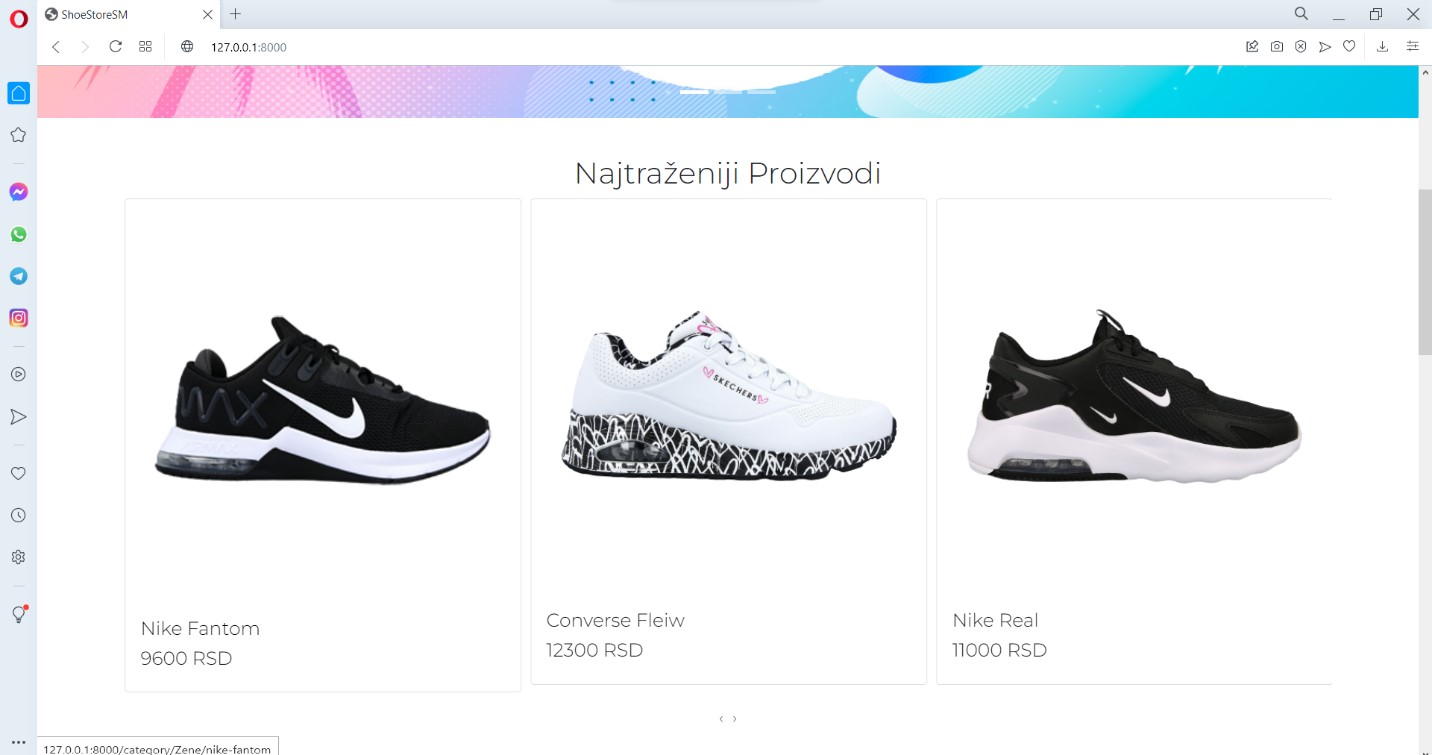 ShoeStoreSM
127.0.0.1:8000
Najtraženiji Proizvodi
MX
SKECHERS
R
Nike Fantom
9600 RSD
Converse Fleiw
12300 RSD
Nike Real
11000 RSD
127.0.0.1:8000/category/Zene/nike-fantom